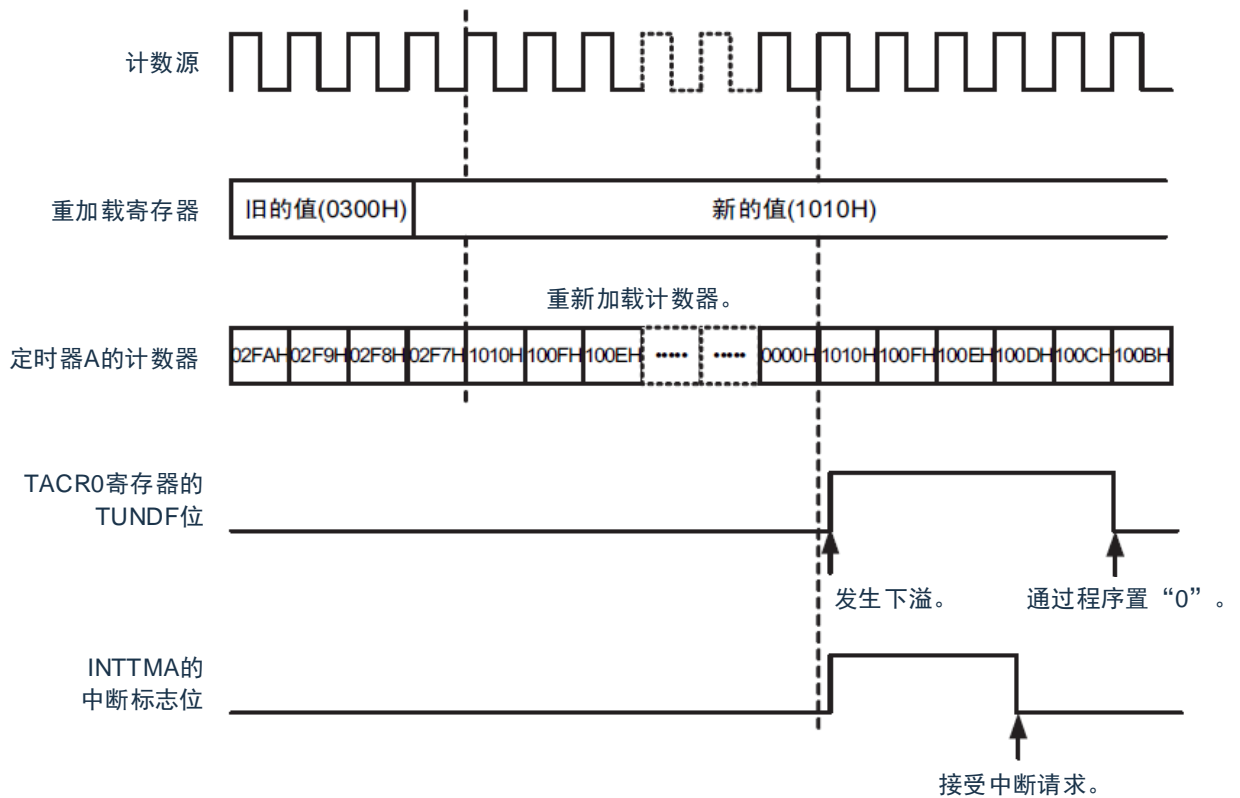 计数源
重加载寄存器
旧的值(0300H)
新的值(1010H)
重新加载计数器。
定时器A的计数器
02FAH 02F9H 02F8H 02F7H 1010H 100FH 100EH ····· ····· 0000H 1010H 100FH 100EH 100DH 100CH 100BH
TACR0寄存器的
TUNDF位
发生下溢。
通过程序置“0”。
INTTMA的
中断标志位
接受中断请求。